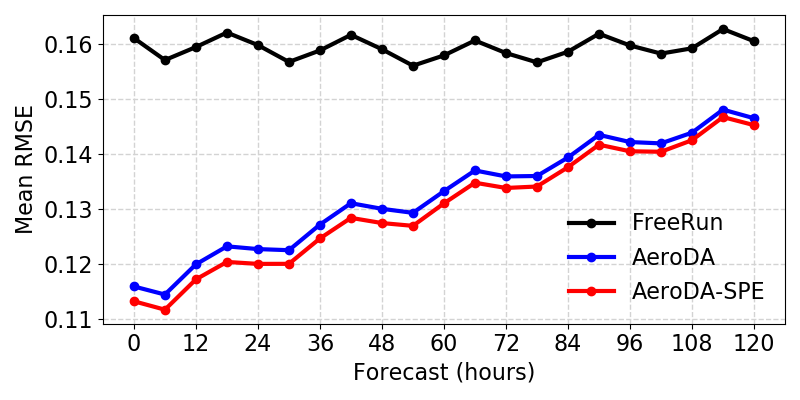 0.16
0.15
0.14
0.13
0.12
0.11
Mean RMSE
FreeRun
AeroDA
AeroDA-SPE
0 12 24 36 48 60 72 84 96 108 120
Forecast (hours)